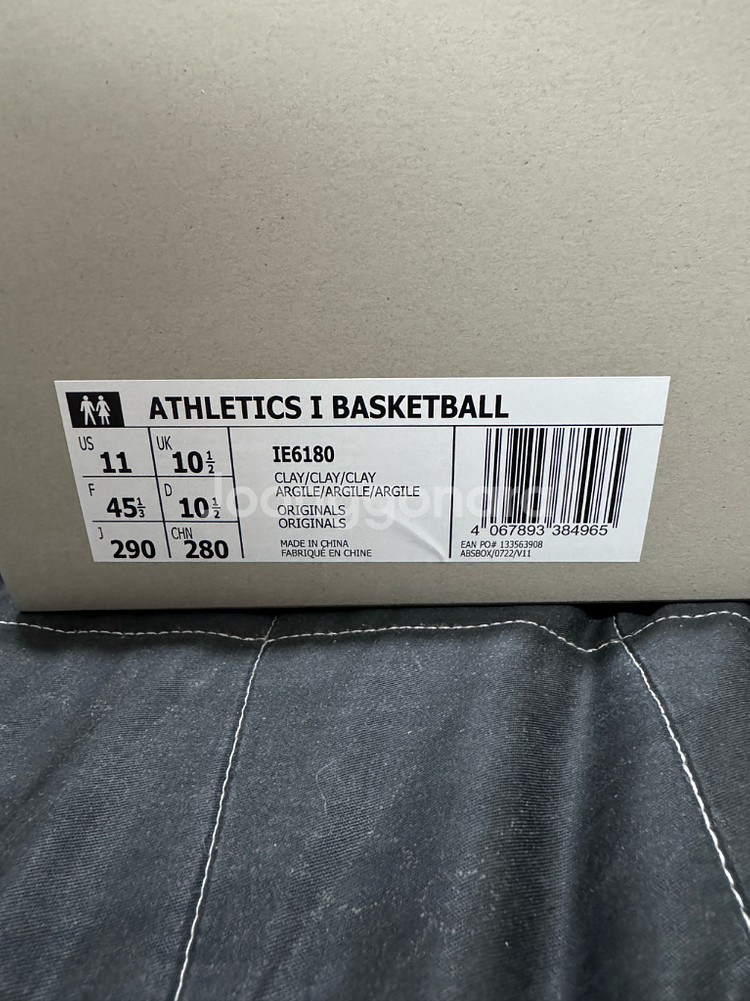 ATHLETICS I BASKETBALL
US
11
UK
10½
F
45⅓
D
10½
J
290
CHN
280
IE6180
CLAY/CLAY/CLAY
ARGILE/ARGILE/ARGILE
ORIGINALS
ORIGINALS
MADE IN CHINA
FABRIQUÉ EN CHINE
4 067893 384965
EAN PO# 133563908
ABSBOX/0722/V11